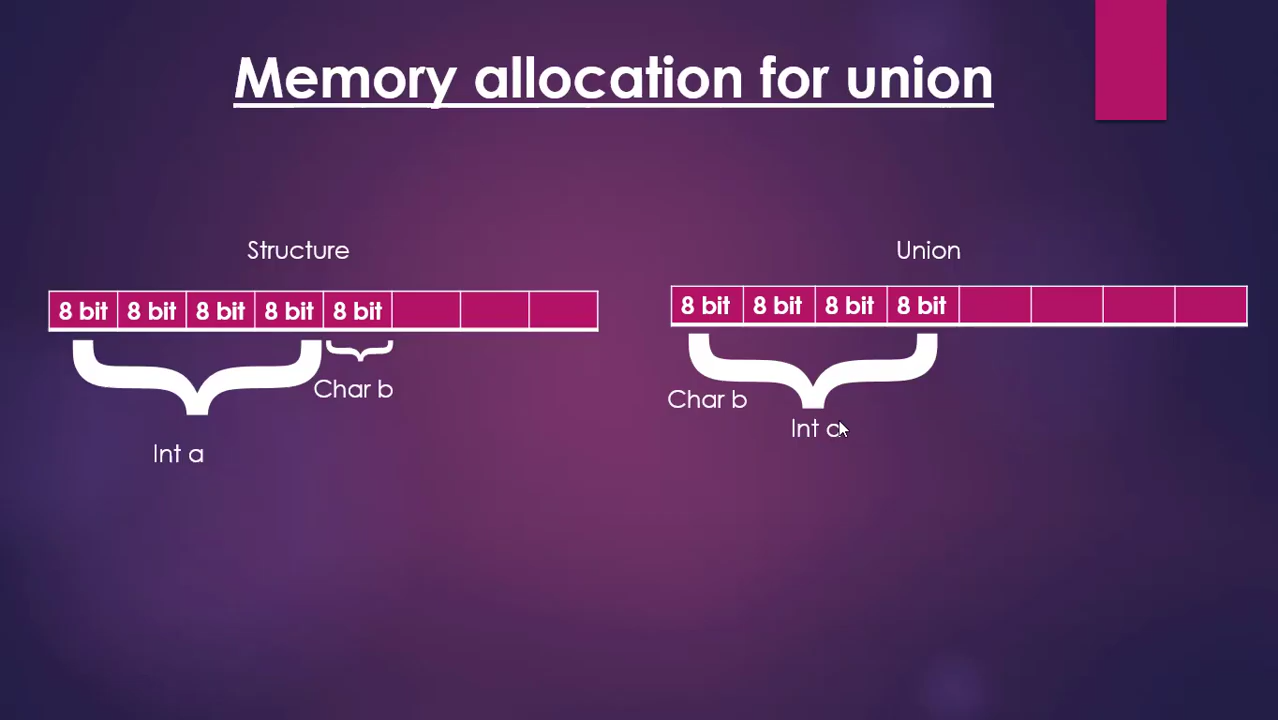 Memory allocation for union
Structure
Union
8 bit 8 bit 8 bit 8 bit 8 bit
8 bit 8 bit 8 bit 8 bit
Char b
Int a
Char b
Int